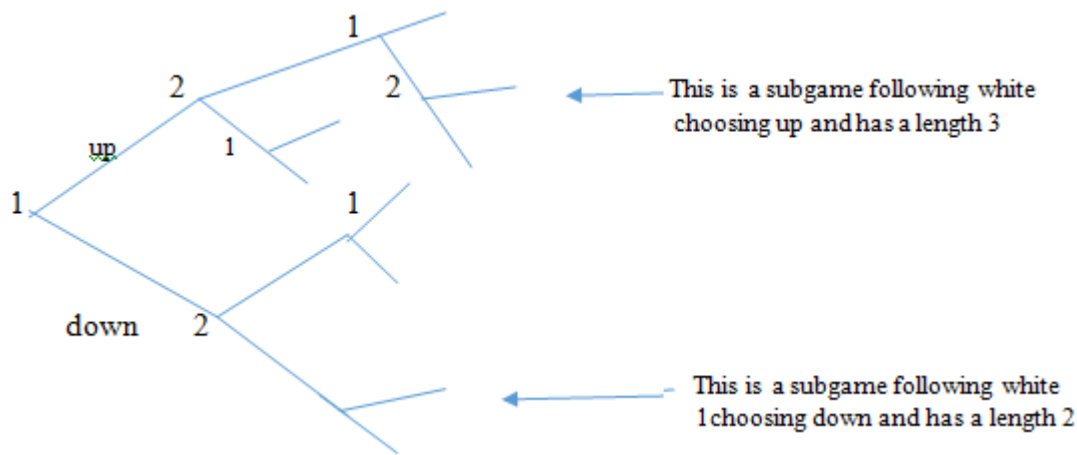 1
2
2
This is a subgame following white
choosing up and has a length 3
up
1
1
1
down
2
This is a subgame following white
1choosing down and has a length 2